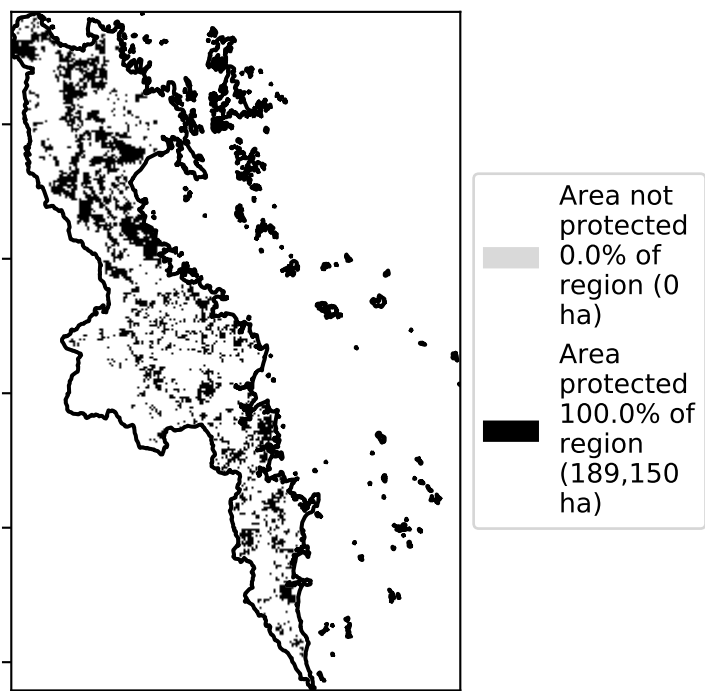 Area not
protected
0.0% of
region (0
ha)
Area
protected
100.0% of
region
(189,150
ha)